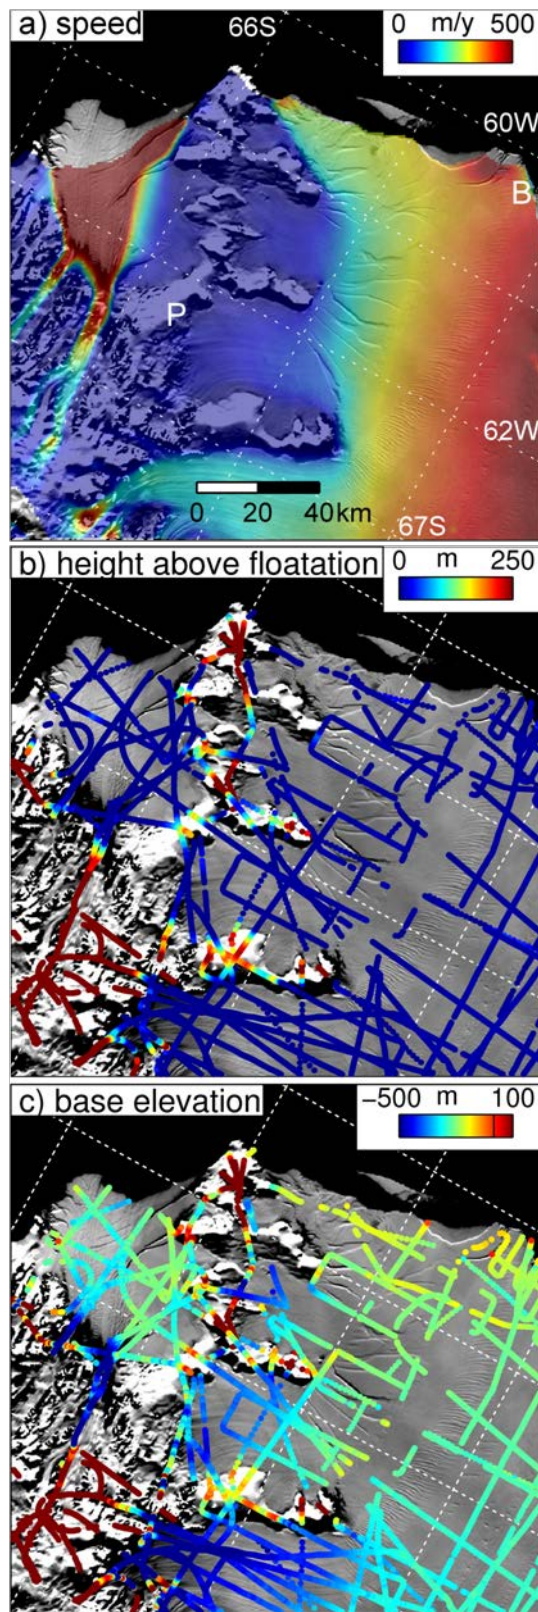 a) speed
0 m/y 500
66S
60W
B
P
62W
0 20 40km
67S
b) height above floatation
0 m 250
c) base elevation
−500 m 100